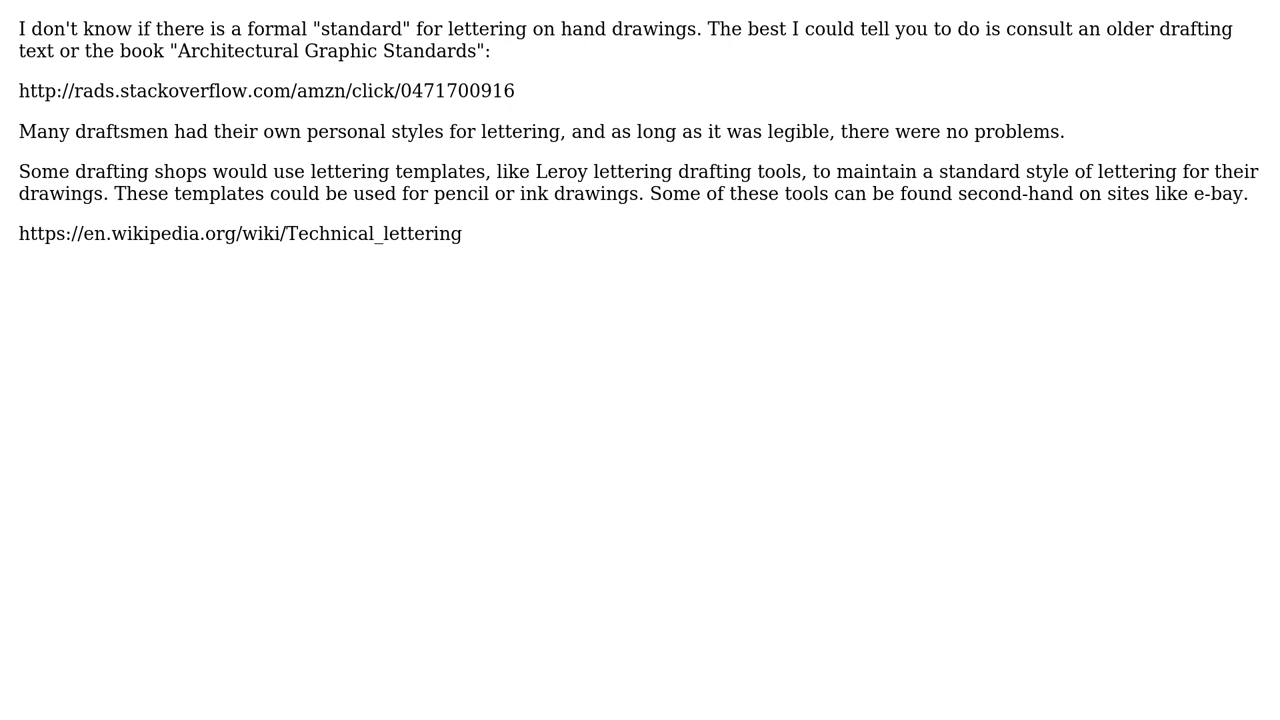 I don't know if there is a formal "standard" for lettering on hand drawings. The best I could tell you to do is consult an older drafting
text or the book "Architectural Graphic Standards":
http://rads.stackoverflow.com/amzn/click/0471700916
Many draftsmen had their own personal styles for lettering, and as long as it was legible, there were no problems.
Some drafting shops would use lettering templates, like Leroy lettering drafting tools, to maintain a standard style of lettering for their
drawings. These templates could be used for pencil or ink drawings. Some of these tools can be found second-hand on sites like e-bay.
https://en.wikipedia.org/wiki/Technical_lettering